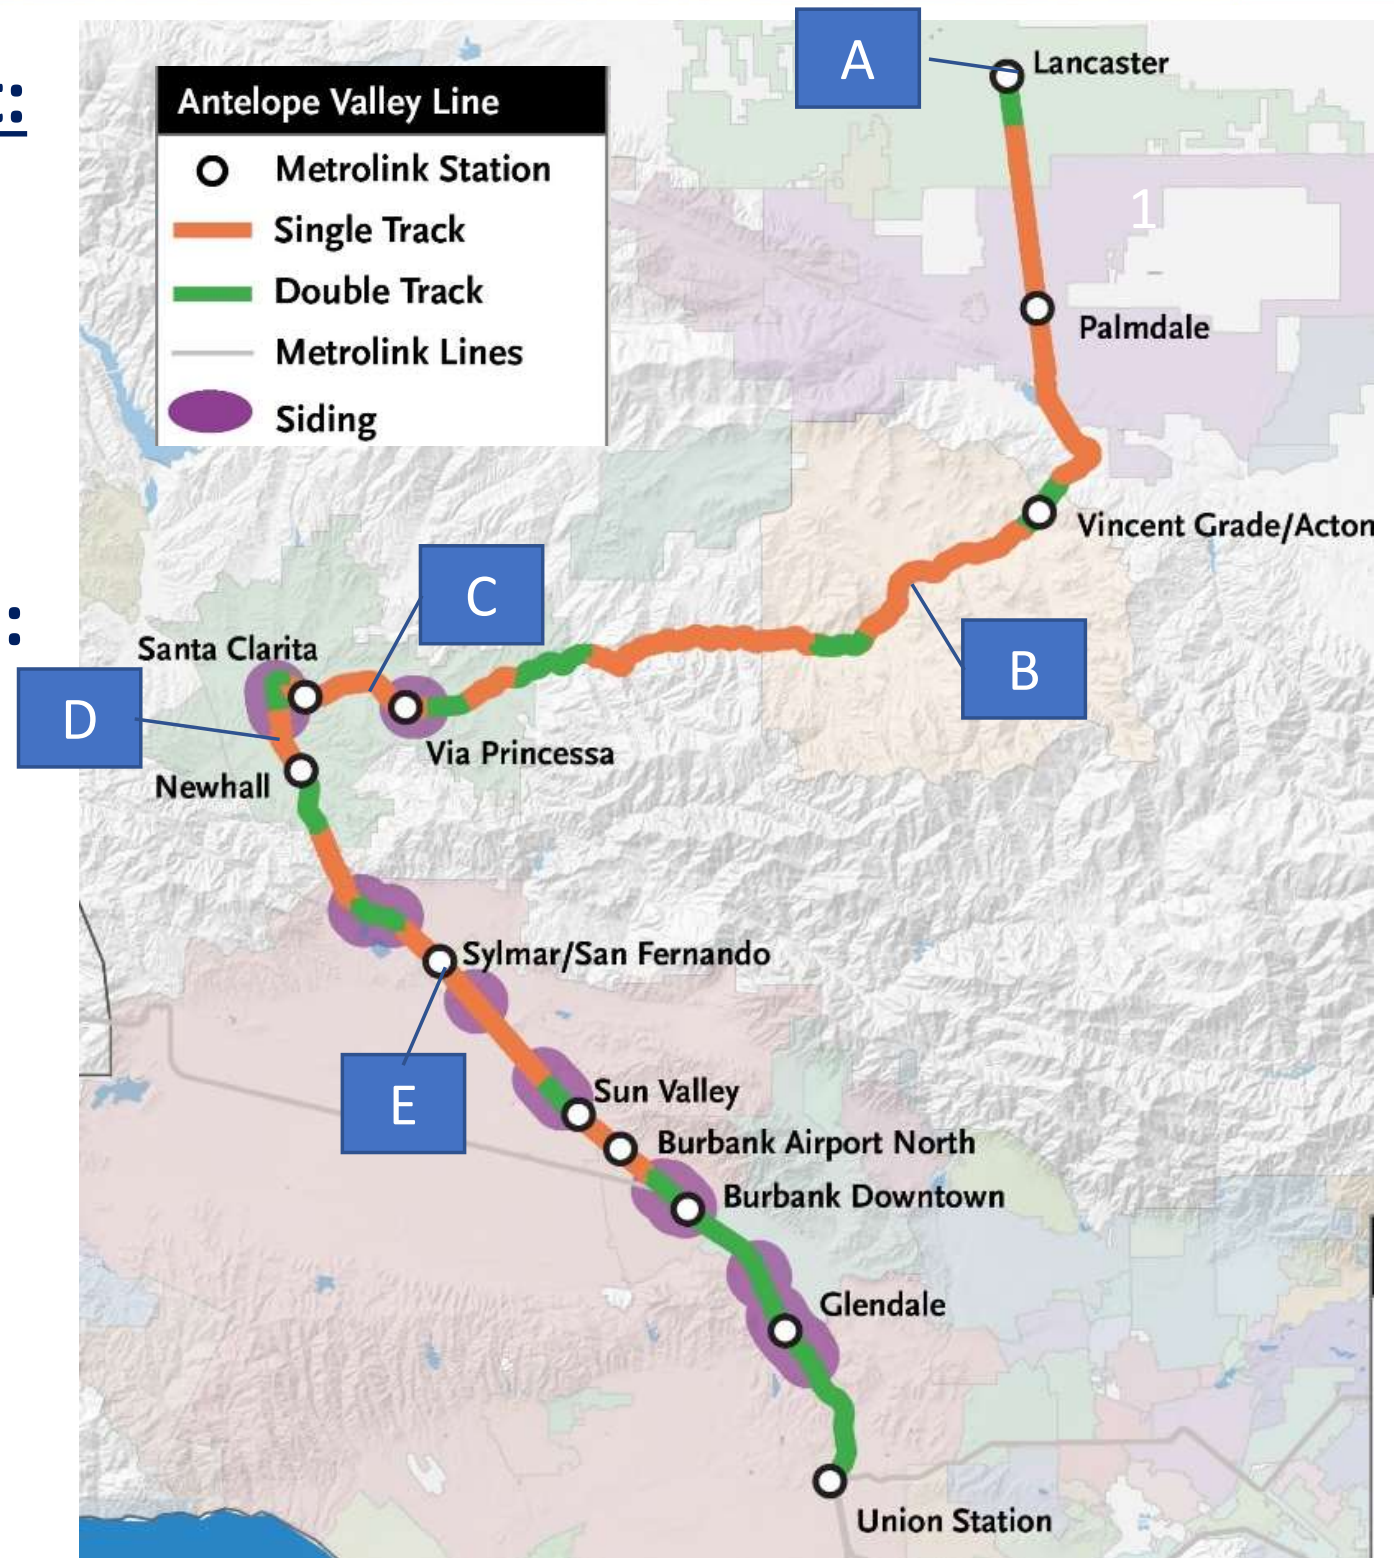 A
Lancaster
Antelope Valley Line
Metrolink Station
Single Track
Double Track
Metrolink Lines
Siding
1
Palmdale
Vincent Grade/Acton
C
Santa Clarita
B
D
Via Princessa
Newhall
Sylmar/San Fernando
E
Sun Valley
Burbank Airport North
Burbank Downtown
Glendale
Union Station